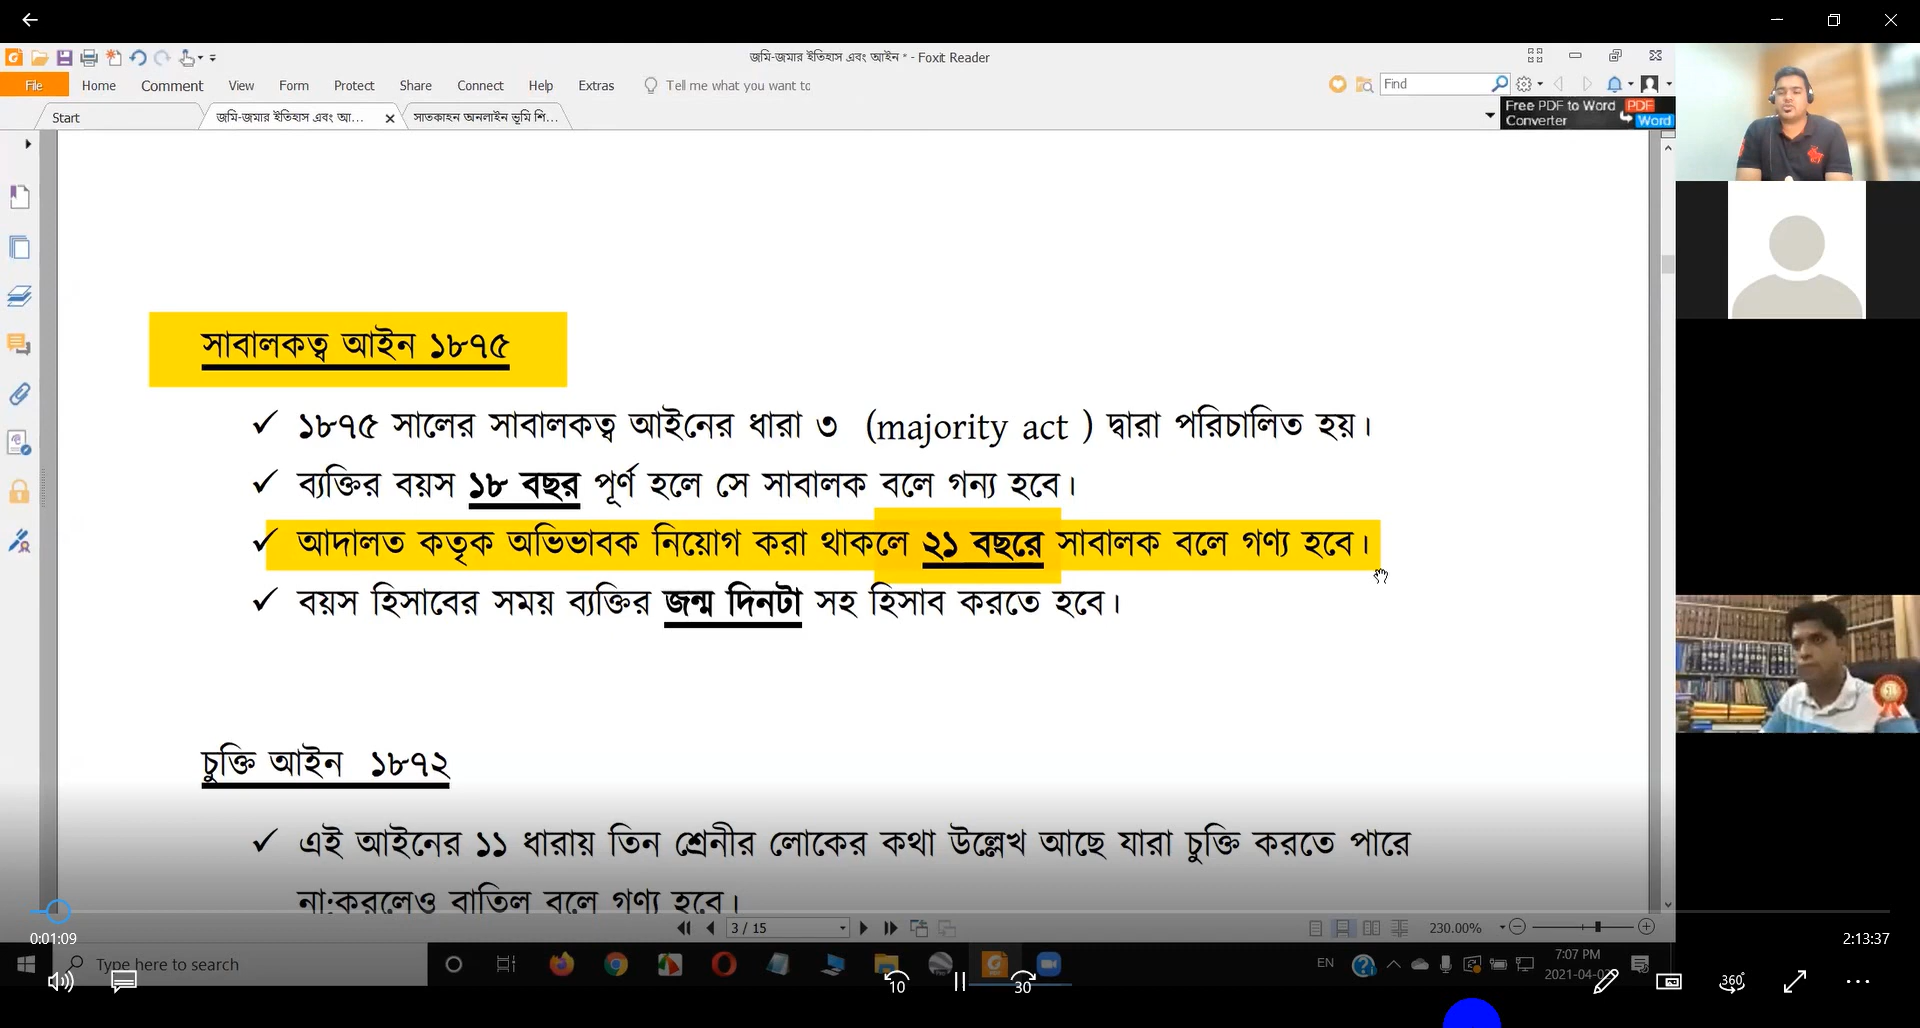 জমি-জমার ইতিহাস এবং আইন * - Foxit Reader
File Home Comment View Form Protect Share Connect Help Extras Tell me what you want to Find
Free PDF to Word Converter PDF Word
Start জমি-জমার ইতিহাস এবং আ... সাতকাহন অনলাইন ভূমি শি...
সাবালকত্ব আইন ১৮৭৫
✓ ১৮৭৫ সালের সাবালকত্ব আইনের ধারা ৩ (majority act ) দ্বারা পরিচালিত হয়।
✓ ব্যক্তির বয়স ১৮ বছর পূর্ণ হলে সে সাবালক বলে গন্য হবে।
✓ আদালত কতৃক অভিভাবক নিয়োগ করা থাকলে ২১ বছরে সাবালক বলে গণ্য হবে।
✓ বয়স হিসাবের সময় ব্যক্তির জন্ম দিনটা সহ হিসাব করতে হবে।
চুক্তি আইন ১৮৭২
✓ এই আইনের ১১ ধারায় তিন শ্রেনীর লোকের কথা উল্লেখ আছে যারা চুক্তি করতে পারে
না:করলেও বাতিল বলে গণ্য হবে।
3 / 15 230.00%
0:01:09 2:13:37
Type here to search EN 7:07 PM
2021-04-0
10 30 360°